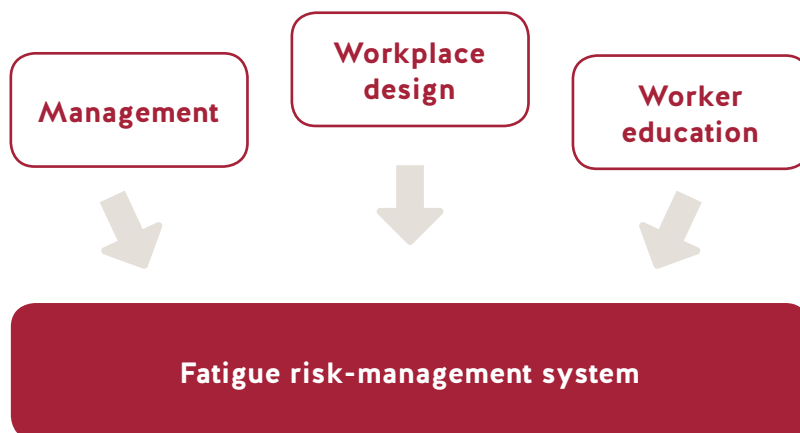 Management
Workplace
design
Worker
education
Fatigue risk-management system